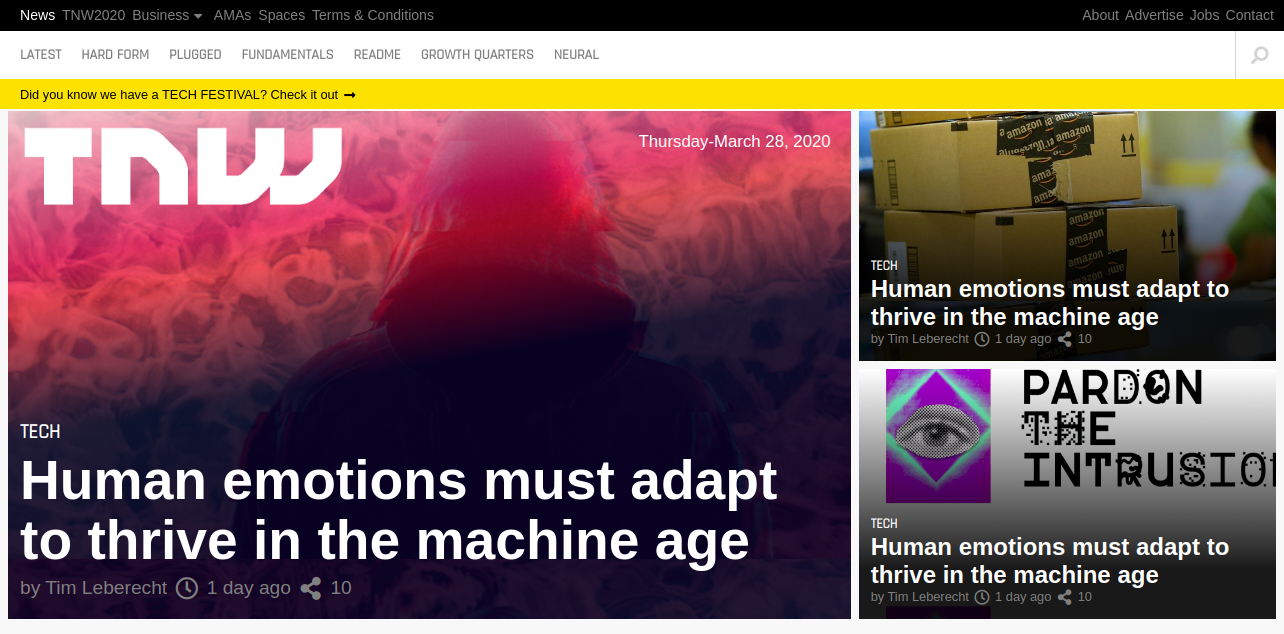 News TNW2020 Business AMAs Spaces Terms & Conditions About Advertise Jobs Contact
LATEST HARD FORM PLUGGED FUNDAMENTALS README GROWTH QUARTERS NEURAL
Did you know we have a TECH FESTIVAL? Check it out
TNW
Thursday-March 28, 2020
TECH
Human emotions must adapt
to thrive in the machine age
by Tim Leberecht 1 day ago 10
amazon amazon
amazon
amazon
amazon
amazon
amazon
TECH
Human emotions must adapt to
thrive in the machine age
by Tim Leberecht 1 day ago 10
PARDON
THE
INTRUSION
TECH
Human emotions must adapt to
thrive in the machine age
by Tim Leberecht 1 day ago 10